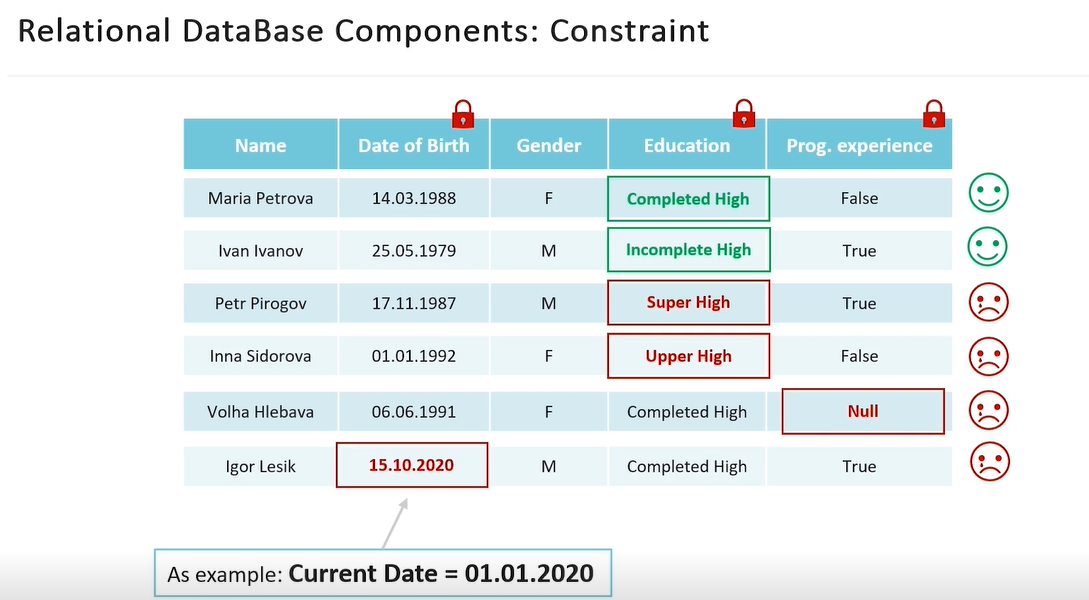 Relational DataBase Components: Constraint
Name Date of Birth Gender Education Prog. experience
Maria Petrova 14.03.1988 F Completed High False
Ivan Ivanov 25.05.1979 M Incomplete High True
Petr Pirogov 17.11.1987 M Super High True
Inna Sidorova 01.01.1992 F Upper High False
Volha Hlebava 06.06.1991 F Completed High Null
Igor Lesik 15.10.2020 M Completed High True
As example: Current Date = 01.01.2020